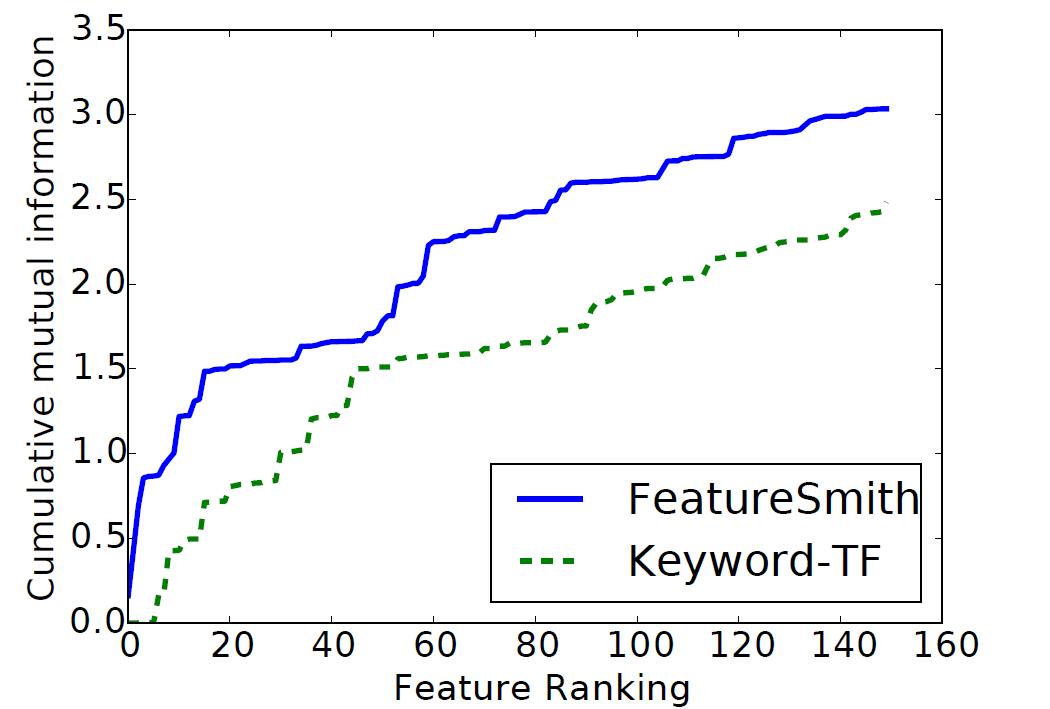 Cumulative mutual information
3.5
3.0
2.5
2.0
1.5
1.0
0.5
0.0
FeatureSmith
Keyword-TF
0 20 40 60 80 100 120 140 160
Feature Ranking